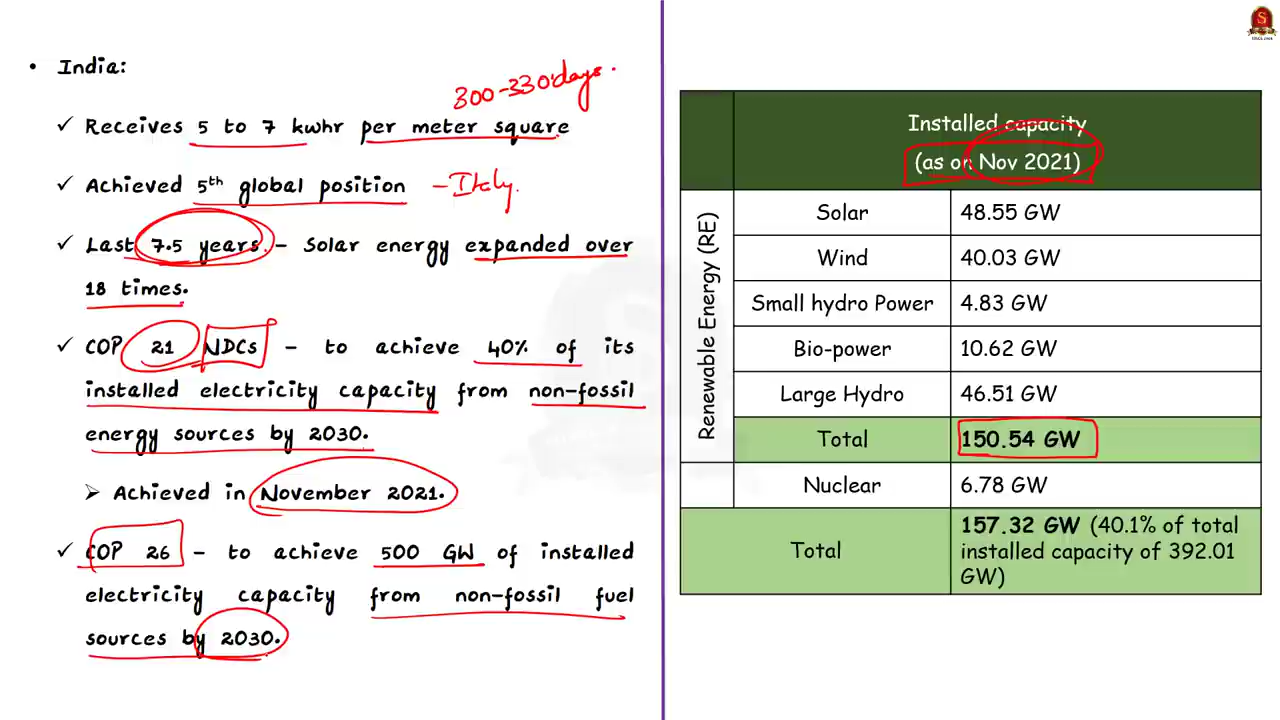 • India:
300-330 days.
✓ Receives 5 to 7 kwhr per meter square
✓ Achieved 5th global position - Italy.
✓ Last 7.5 years - Solar energy expanded over
18 times.
✓ COP 21 NDCs - to achieve 40% of its
installed electricity capacity from non-fossil
energy sources by 2030.
➢ Achieved in November 2021.
✓ COP 26 - to achieve 500 GW of installed
electricity capacity from non-fossil fuel
sources by 2030.
Installed capacity
(as on Nov 2021)
Renewable Energy (RE)
Solar 48.55 GW
Wind 40.03 GW
Small hydro Power 4.83 GW
Bio-power 10.62 GW
Large Hydro 46.51 GW
Total 150.54 GW
Nuclear 6.78 GW
Total 157.32 GW (40.1% of total
installed capacity of 392.01
GW)